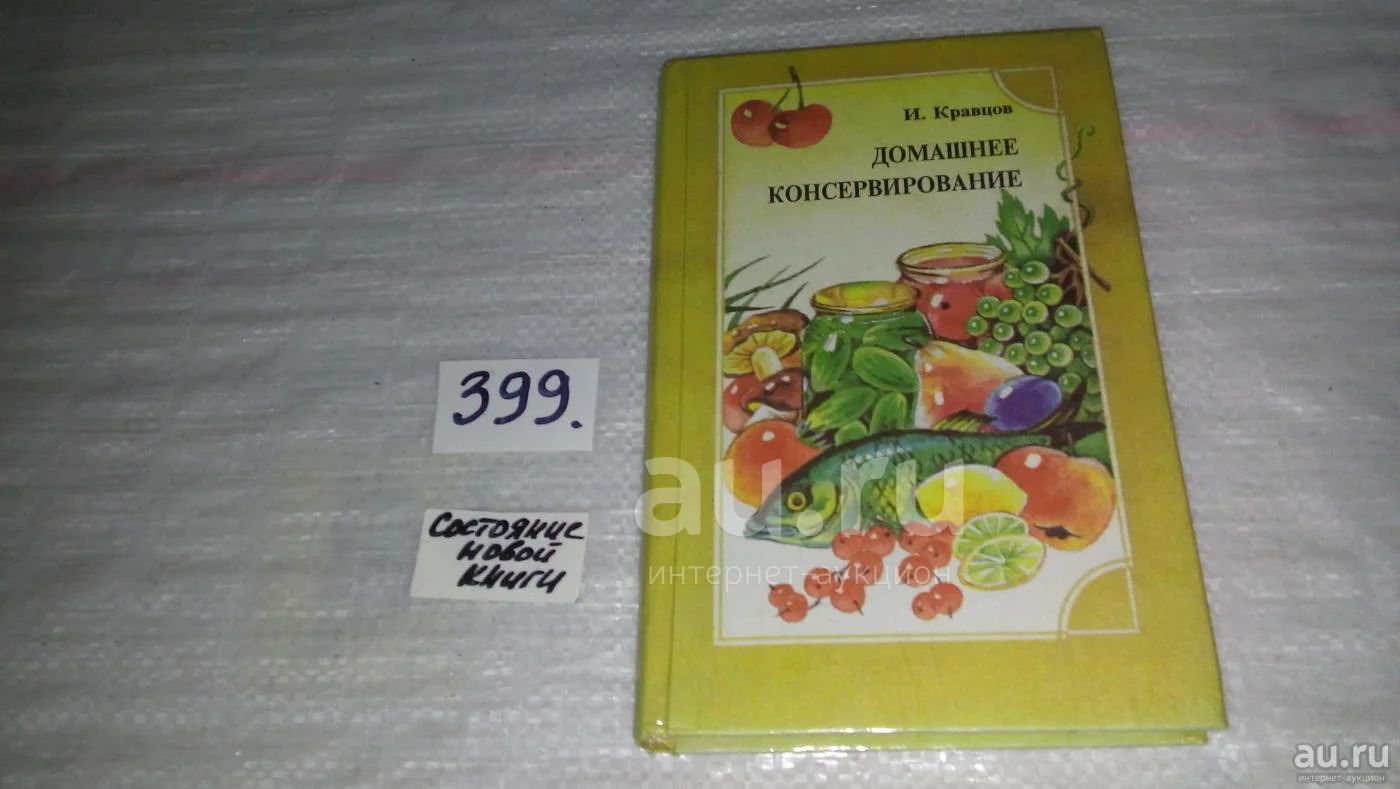 И. Кравцов
ДОМАШНЕЕ
КОНСЕРВИРОВАНИЕ
399.
Состояние
новой
книги
au.ru
интернет-аукцион
au.ru
интернет-аукцион